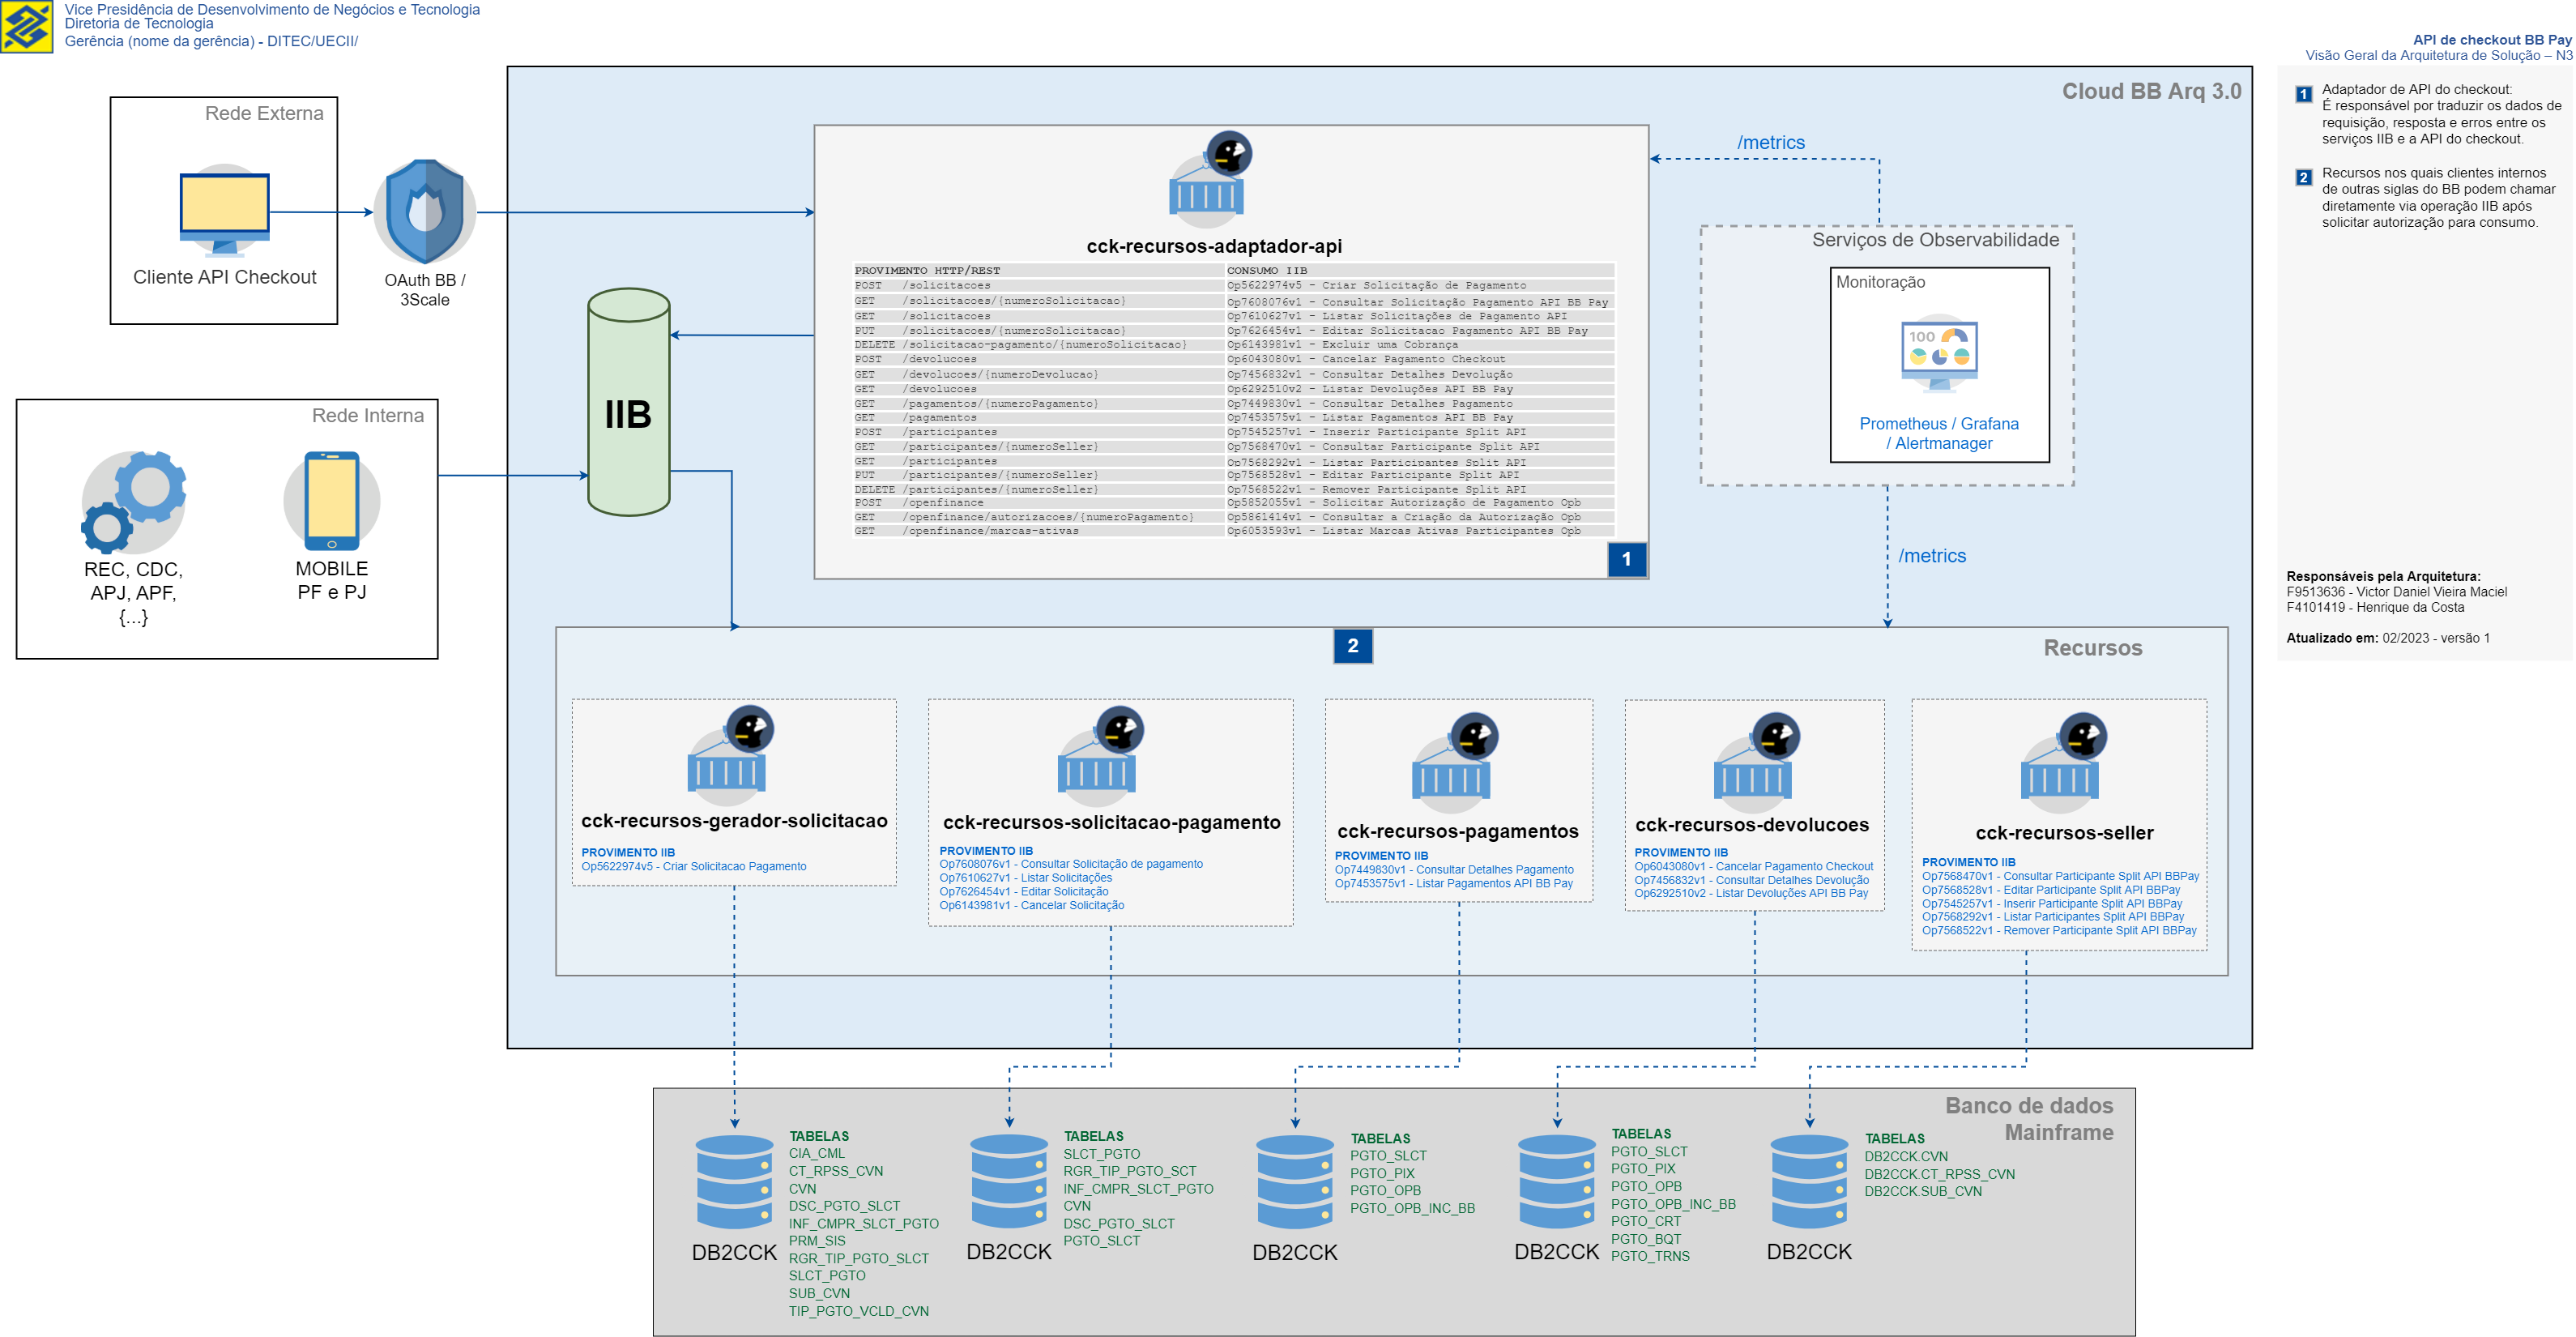 Vice Presidência de Desenvolvimento de Negócios e Tecnologia
Diretoria de Tecnologia
Gerência (nome da gerência) - DITEC/UECII/
API de checkout BB Pay
Visão Geral da Arquitetura de Solução – N3
Rede Externa
Cliente API Checkout
OAuth BB /
3Scale
Rede Interna
REC, CDC,
APJ, APF,
{...}
MOBILE
PF e PJ
Cloud BB Arq 3.0
IIB
cck-recursos-adaptador-api
PROVIMENTO HTTP/REST CONSUMO IIB
POST /solicitacoes Op5622974v5 - Criar Solicitação de Pagamento
GET /solicitacoes/{numeroSolicitacao} Op7608076v1 - Consultar Solicitação Pagamento API BB Pay
GET /solicitacoes Op7610627v1 - Listar Solicitações de Pagamento API
PUT /solicitacoes/{numeroSolicitacao} Op7626454v1 - Editar Solicitacao Pagamento API BB Pay
DELETE /solicitacao-pagamento/{numeroSolicitacao} Op6143981v1 - Excluir uma Cobrança
POST /devolucoes Op6043080v1 - Cancelar Pagamento Checkout
GET /devolucoes/{numeroDevolucao} Op7456832v1 - Consultar Detalhes Devolução
GET /devolucoes Op6292510v2 - Listar Devoluções API BB Pay
GET /pagamentos/{numeroPagamento} Op7449830v1 - Consultar Detalhes Pagamento
GET /pagamentos Op7453575v1 - Listar Pagamentos API BB Pay
POST /participantes Op7545257v1 - Inserir Participante Split API
GET /participantes/{numeroSeller} Op7568470v1 - Consultar Participante Split API
GET /participantes Op7568292v1 - Listar Participantes Split API
PUT /participantes/{numeroSeller} Op7568528v1 - Editar Participante Split API
DELETE /participantes/{numeroSeller} Op7568522v1 - Remover Participante Split API
POST /openfinance Op5852055v1 - Solicitar Autorização de Pagamento Opb
GET /openfinance/autorizacoes/{numeroPagamento} Op5861414v1 - Consultar a Criação da Autorização Opb
GET /openfinance/marcas-ativas Op6053593v1 - Listar Marcas Ativas Participantes Opb
1
/metrics
Serviços de Observabilidade
Monitoração
100
Prometheus / Grafana
/ Alertmanager
/metrics
2
Recursos
cck-recursos-gerador-solicitacao
PROVIMENTO IIB
Op5622974v5 - Criar Solicitacao Pagamento
cck-recursos-solicitacao-pagamento
PROVIMENTO IIB
Op7608076v1 - Consultar Solicitação de pagamento
Op7610627v1 - Listar Solicitações
Op7626454v1 - Editar Solicitação
Op6143981v1 - Cancelar Solicitação
cck-recursos-pagamentos
PROVIMENTO IIB
Op7449830v1 - Consultar Detalhes Pagamento
Op7453575v1 - Listar Pagamentos API BB Pay
cck-recursos-devolucoes
PROVIMENTO IIB
Op6043080v1 - Cancelar Pagamento Checkout
Op7456832v1 - Consultar Detalhes Devolução
Op6292510v2 - Listar Devoluções API BB Pay
cck-recursos-seller
PROVIMENTO IIB
Op7568470v1 - Consultar Participante Split API BBPay
Op7568528v1 - Editar Participante Split API BBPay
Op7545257v1 - Inserir Participante Split API BBPay
Op7568292v1 - Listar Participantes Split API BBPay
Op7568522v1 - Remover Participante Split API BBPay
Banco de dados
Mainframe
DB2CCK
TABELAS
CIA_CML
CT_RPSS_CVN
CVN
DSC_PGTO_SLCT
INF_CMPR_SLCT_PGTO
PRM_SIS
RGR_TIP_PGTO_SLCT
SLCT_PGTO
SUB_CVN
TIP_PGTO_VCLD_CVN
DB2CCK
TABELAS
SLCT_PGTO
RGR_TIP_PGTO_SCT
INF_CMPR_SLCT_PGTO
CVN
DSC_PGTO_SLCT
PGTO_SLCT
DB2CCK
TABELAS
PGTO_SLCT
PGTO_PIX
PGTO_OPB
PGTO_OPB_INC_BB
DB2CCK
TABELAS
PGTO_SLCT
PGTO_PIX
PGTO_OPB
PGTO_OPB_INC_BB
PGTO_CRT
PGTO_BQT
PGTO_TRNS
DB2CCK
TABELAS
DB2CCK.CVN
DB2CCK.CT_RPSS_CVN
DB2CCK.SUB_CVN
1 Adaptador de API do checkout:
É responsável por traduzir os dados de
requisição, resposta e erros entre os
serviços IIB e a API do checkout.
2 Recursos nos quais clientes internos
de outras siglas do BB podem chamar
diretamente via operação IIB após
solicitar autorização para consumo.
Responsáveis pela Arquitetura:
F9513636 - Victor Daniel Vieira Maciel
F4101419 - Henrique da Costa
Atualizado em: 02/2023 - versão 1